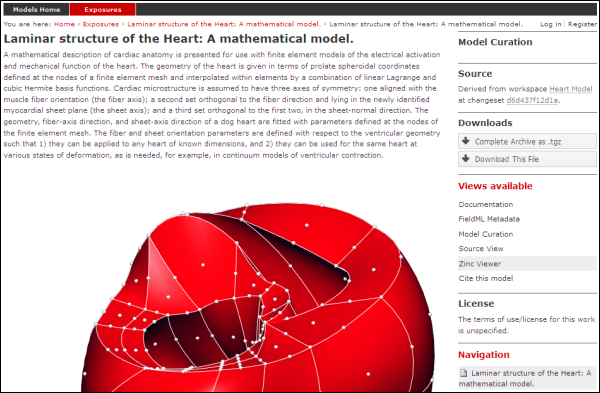 Models Home Exposures
You are here: Home › Exposures › Laminar structure of the Heart: A mathematical model. › Laminar structure of the Heart: A mathematical model.
Log in | Register
Laminar structure of the Heart: A mathematical model.
A mathematical description of cardiac anatomy is presented for use with finite element models of the electrical activation
and mechanical function of the heart. The geometry of the heart is given in terms of prolate spheroidal coordinates
defined at the nodes of a finite element mesh and interpolated within elements by a combination of linear Lagrange and
cubic Hermite basis functions. Cardiac microstructure is assumed to have three axes of symmetry: one aligned with the
muscle fiber orientation (the fiber axis); a second set orthogonal to the fiber direction and lying in the newly identified
myocardial sheet plane (the sheet axis); and a third set orthogonal to the first two, in the sheet-normal direction. The
geometry, fiber-axis direction, and sheet-axis direction of a dog heart are fitted with parameters defined at the nodes of
the finite element mesh. The fiber and sheet orientation parameters are defined with respect to the ventricular geometry
such that 1) they can be applied to any heart of known dimensions, and 2) they can be used for the same heart at
various states of deformation, as is needed, for example, in continuum models of ventricular contraction.
Model Curation
Source
Derived from workspace Heart Model
at changeset d6d437f12d1a.
Downloads
Complete Archive as .tgz
Download This File
Views available
Documentation
FieldML Metadata
Model Curation
Source View
Zinc Viewer
Cite this model
License
The terms of use/license for this work
is unspecified.
Navigation
Laminar structure of the Heart: A
mathematical model.